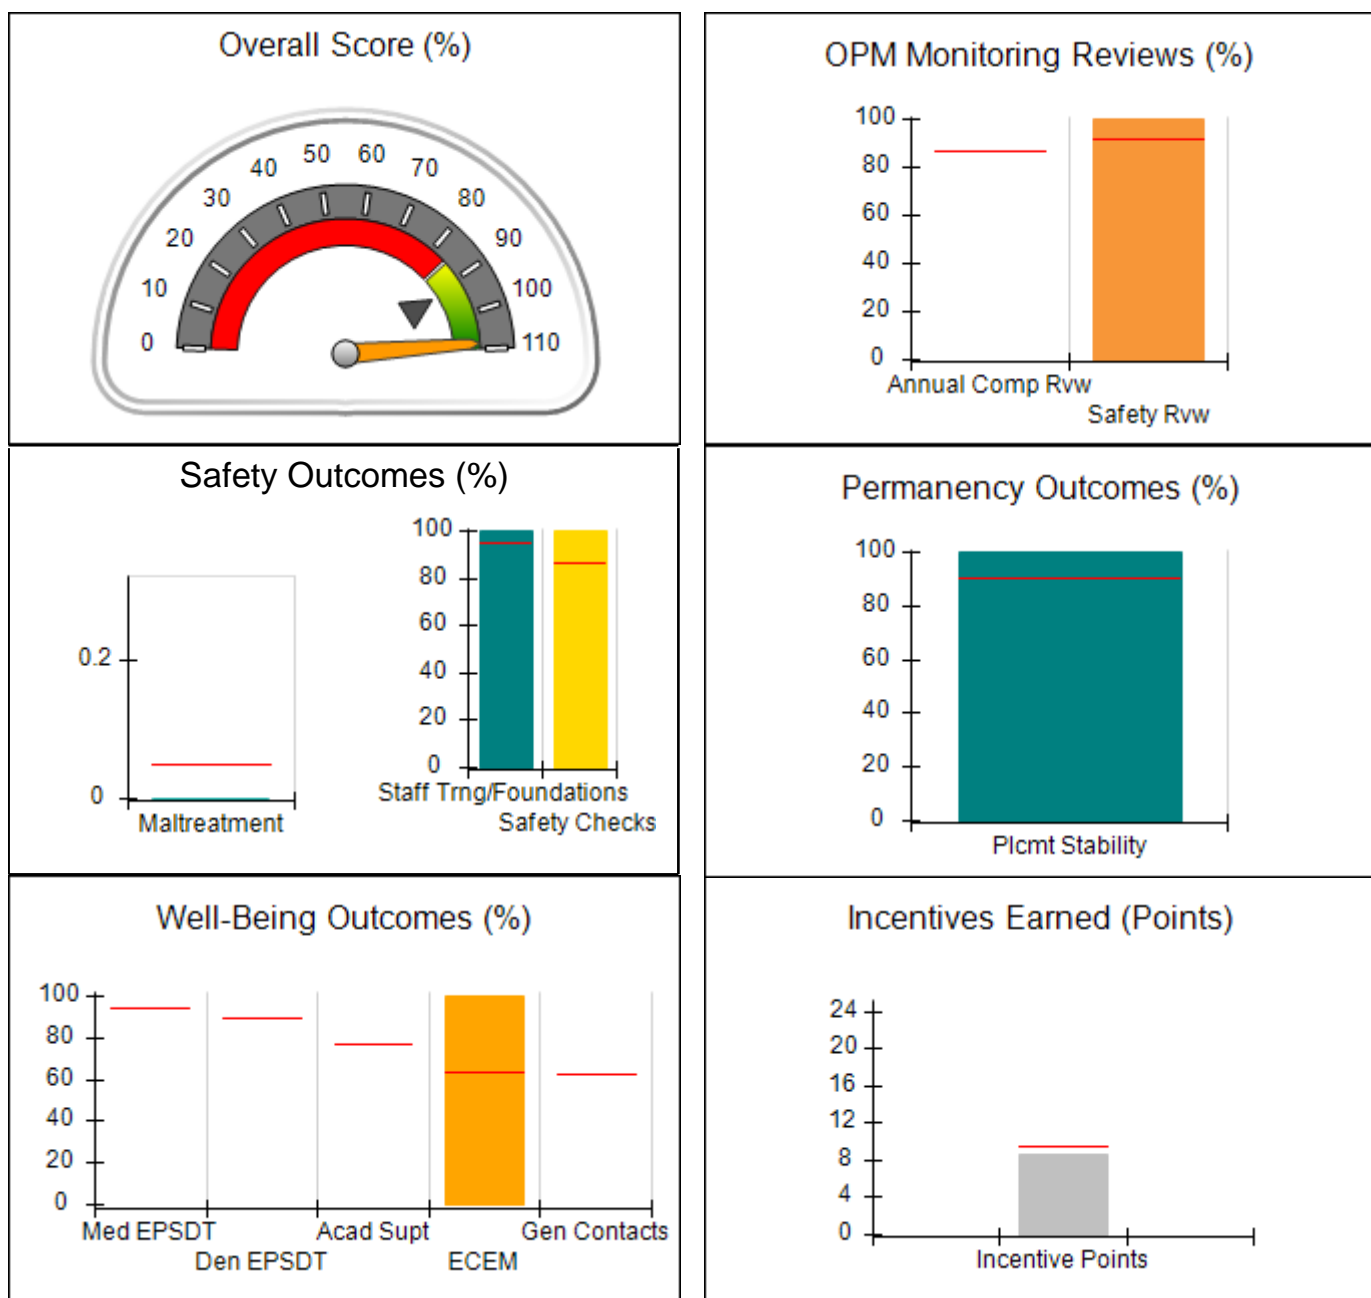 Overall Score (%)
0
10
20
30
40
50
60
70
80
90
100
110
OPM Monitoring Reviews (%)
100
80
60
40
20
0
Annual Comp Rvw
Safety Rvw
Safety Outcomes (%)
0.2
0
Maltreatment
100
80
60
40
20
0
Staff Trng/Foundations
Safety Checks
Permanency Outcomes (%)
100
80
60
40
20
0
Plcmt Stability
Well-Being Outcomes (%)
100
80
60
40
20
0
Med EPSDT
Den EPSDT
Acad Supt
ECEM
Gen Contacts
Incentives Earned (Points)
24
20
16
12
8
4
0
Incentive Points